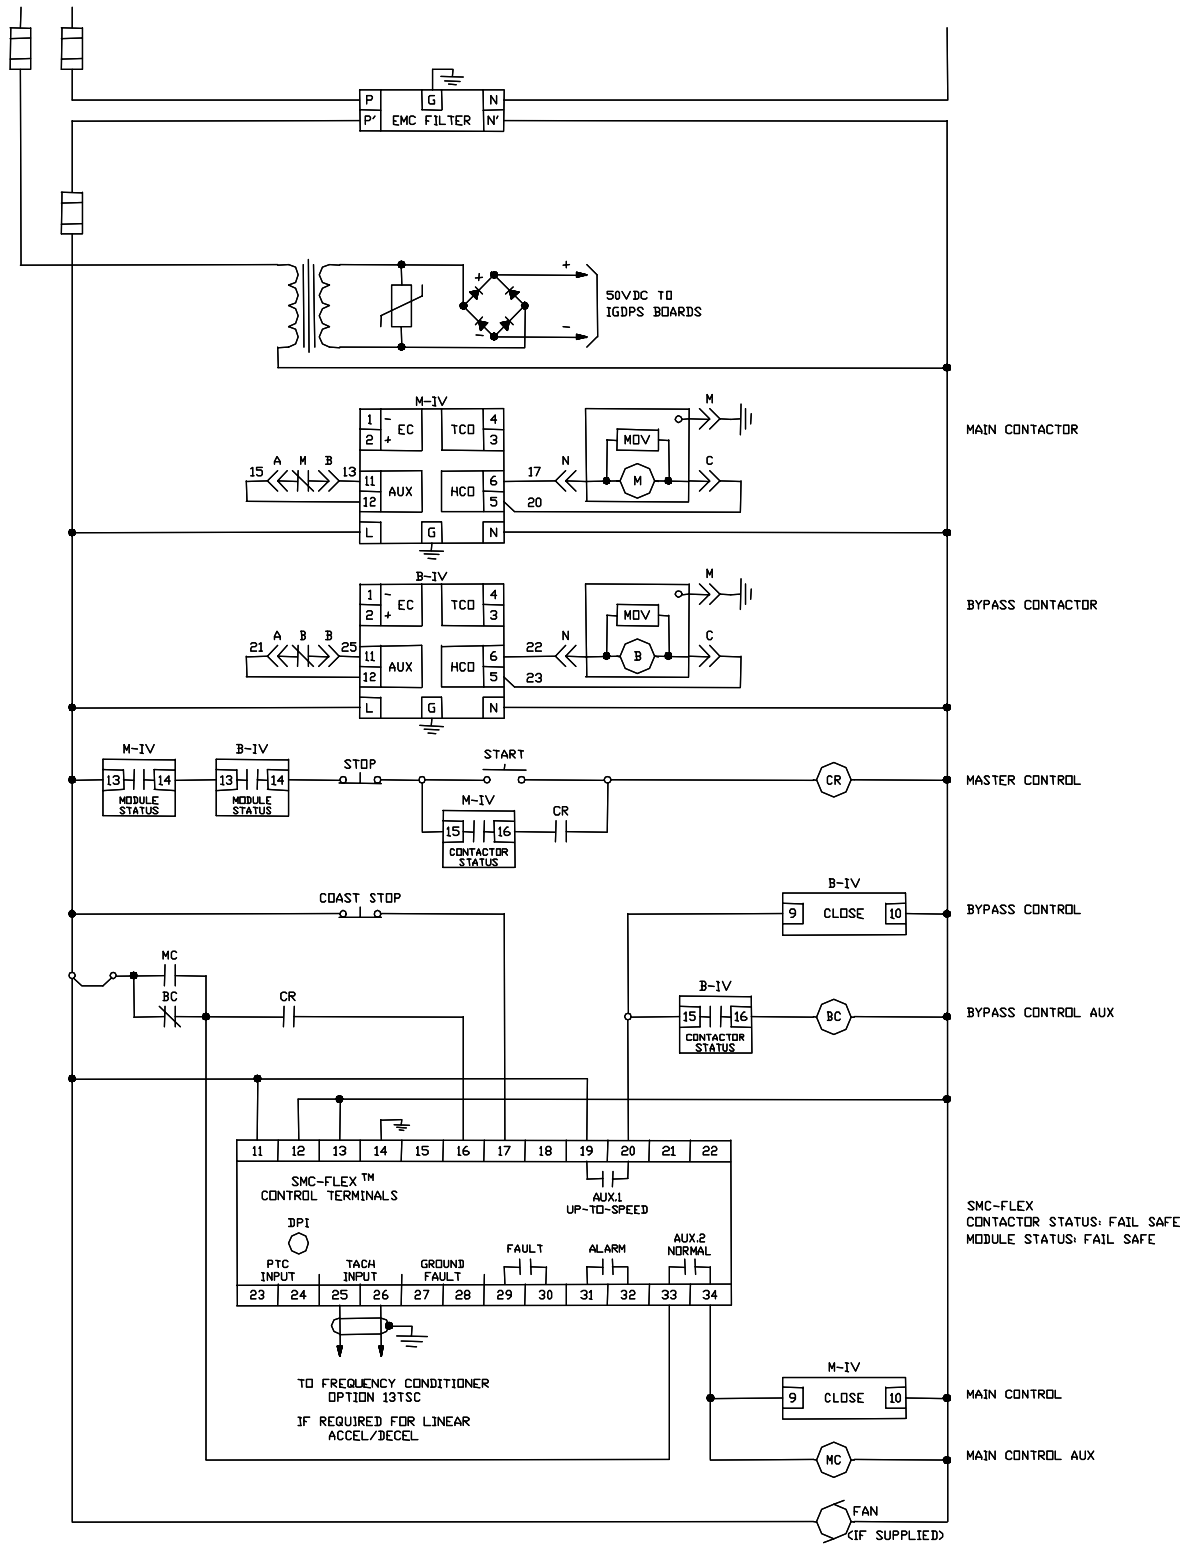 P G N
P' EMC FILTER N'
+ +
50VDC TO
IGDPS BOARDS
- -
M-IV M
1 - EC TCO 4
2 + 3
MOV
MAIN CONTACTOR
15 A M B 13 17 N C
11 AUX HCO 6 M
12 5 20
L G N
B-IV M
1 - EC TCO 4
2 + 3
MOV
BYPASS CONTACTOR
21 A B B 25 22 N C
11 AUX HCO 6 B
12 5 23
L G N
M-IV B-IV STOP START
13 14 13 14 CR MASTER CONTROL
MODULE STATUS MODULE STATUS
M-IV CR
15 16
CONTACTOR STATUS
COAST STOP B-IV
9 CLOSE 10 BYPASS CONTROL
MC
BC CR B-IV
15 16 BC BYPASS CONTROL AUX
CONTACTOR STATUS
11 12 13 14 15 16 17 18 19 20 21 22
SMC-FLEX™
CONTROL TERMINALS
AUX.1
UP-TO-SPEED
SMC-FLEX
CONTACTOR STATUS: FAIL SAFE
MODULE STATUS: FAIL SAFE
DPI
PTC INPUT TACH INPUT GROUND FAULT FAULT ALARM AUX.2 NORMAL
23 24 25 26 27 28 29 30 31 32 33 34
TO FREQUENCY CONDITIONER
OPTION 13TSC
IF REQUIRED FOR LINEAR
ACCEL/DECEL
M-IV
9 CLOSE 10 MAIN CONTROL
MC MAIN CONTROL AUX
FAN
(IF SUPPLIED)